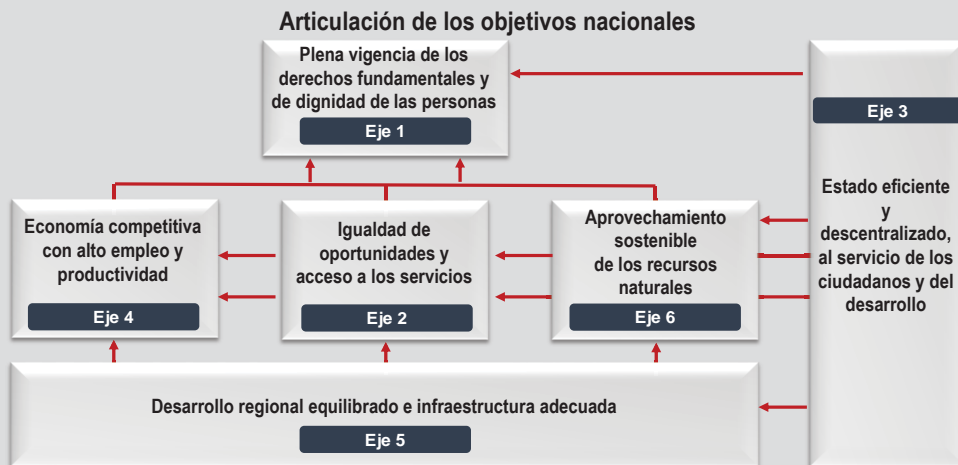 Articulación de los objetivos nacionales
Plena vigencia de los
derechos fundamentales y
de dignidad de las personas
Eje 1
Eje 3
Estado eficiente
y
descentralizado,
al servicio de los
ciudadanos y del
desarrollo
Economía competitiva
con alto empleo y
productividad
Eje 4
Igualdad de
oportunidades y
acceso a los servicios
Eje 2
Aprovechamiento
sostenible
de los recursos
naturales
Eje 6
Desarrollo regional equilibrado e infraestructura adecuada
Eje 5